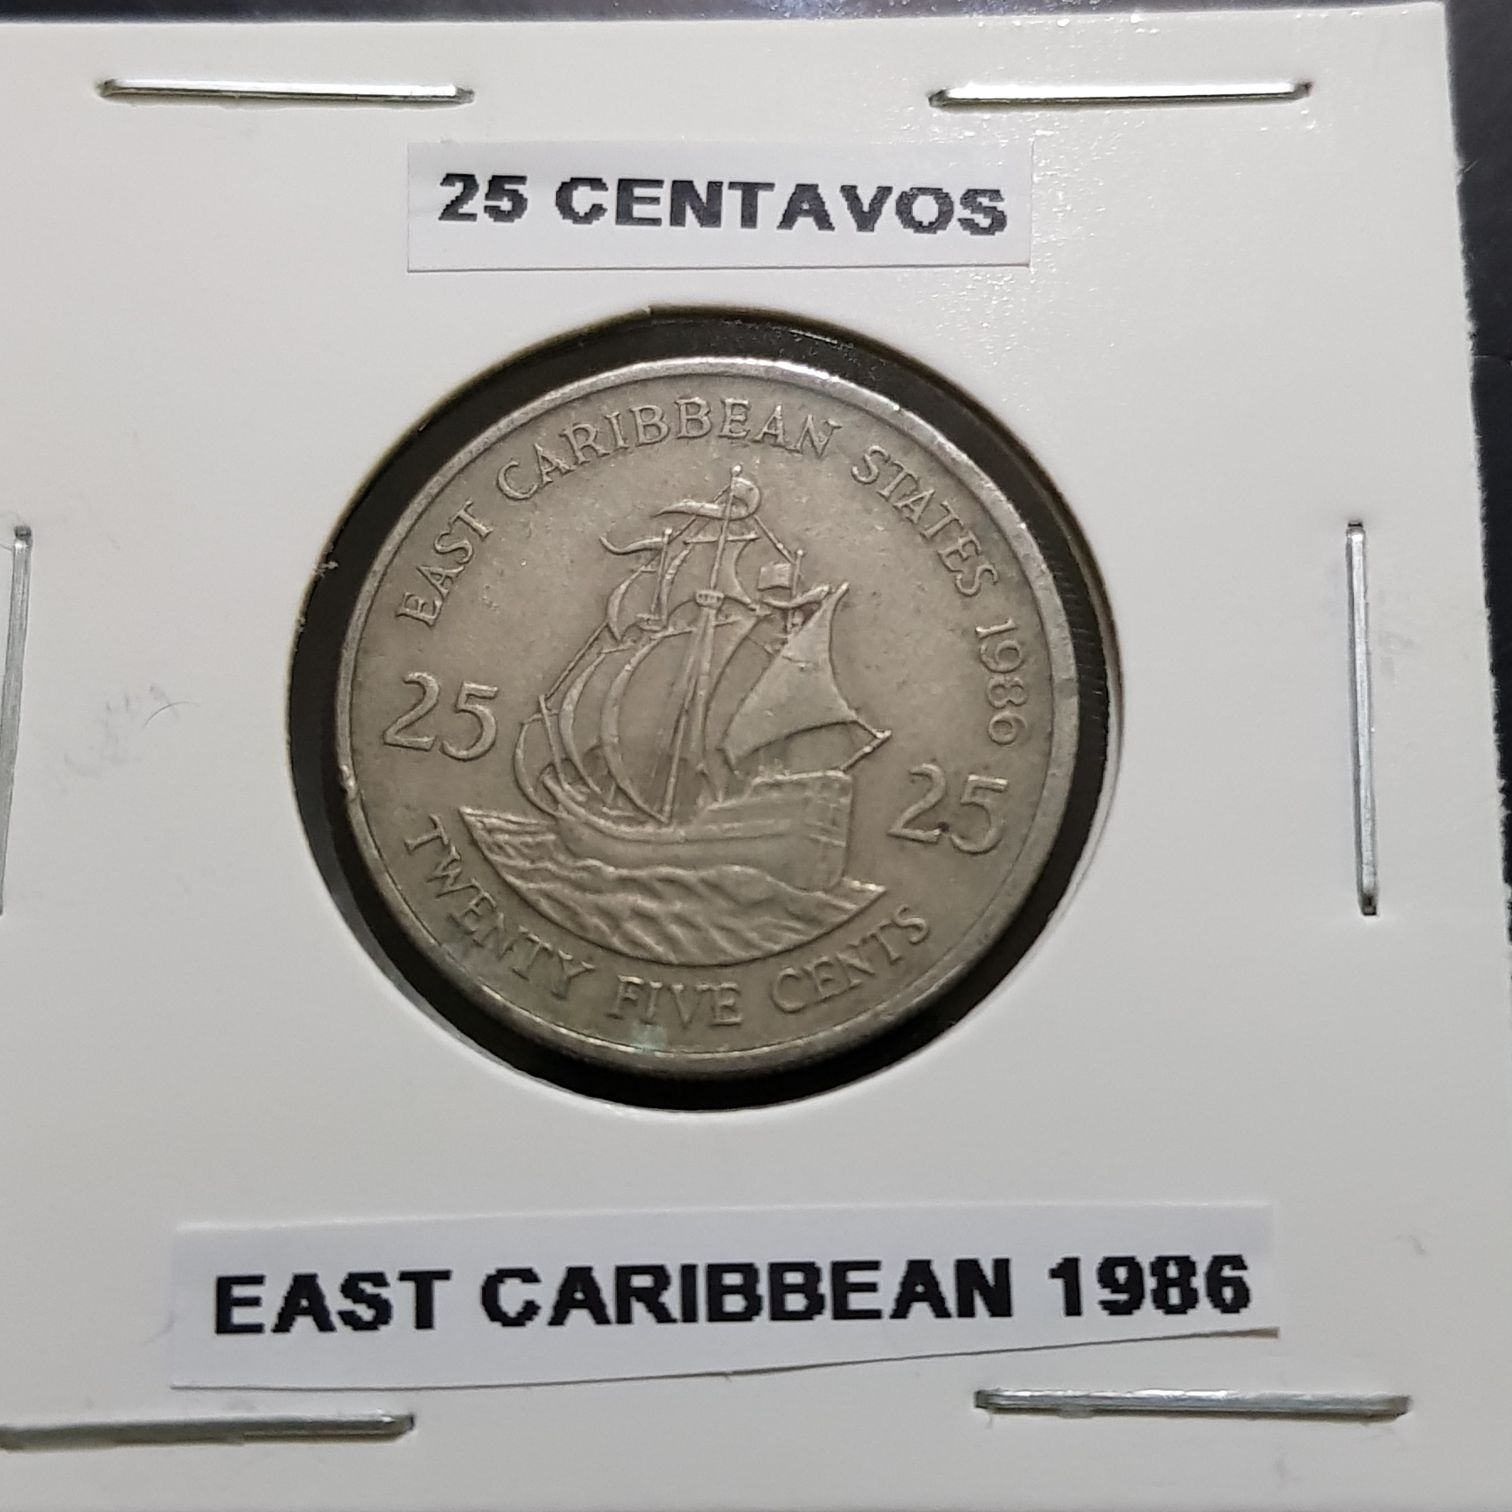 25 CENTAVOS
EAST CARIBBEAN STATES 1986
25
25
TWENTY FIVE CENTS
EAST CARIBBEAN 1986